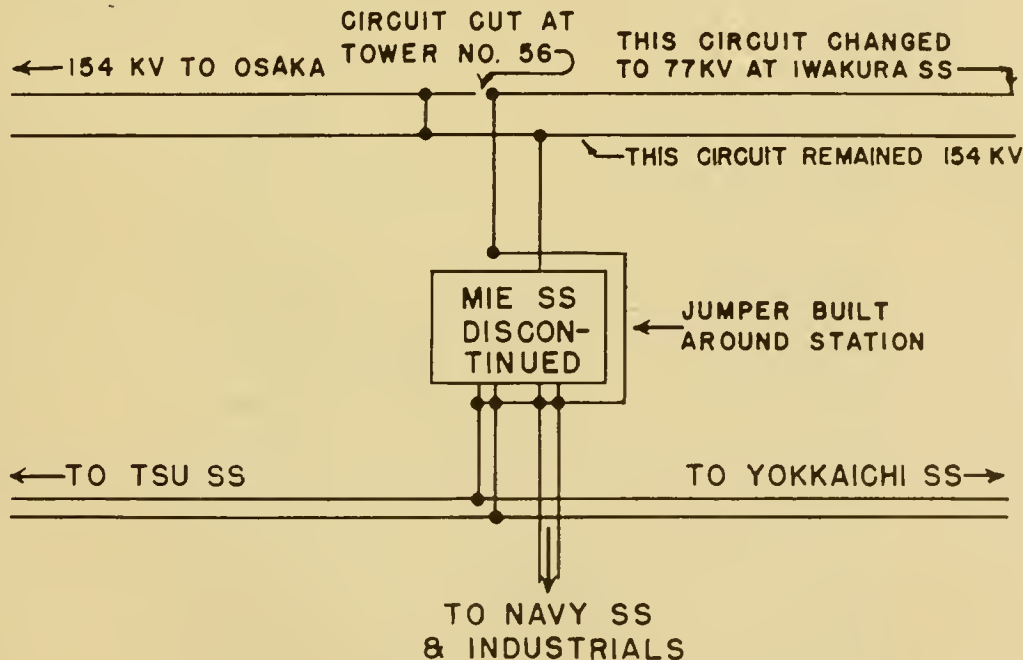 CIRCUIT CUT AT
TOWER NO. 56
154 KV TO OSAKA
THIS CIRCUIT CHANGED
TO 77KV AT IWAKURA SS
THIS CIRCUIT REMAINED 154 KV
MIE SS
DISCON-
TINUED
JUMPER BUILT
AROUND STATION
TO TSU SS
TO YOKKAICHI SS
TO NAVY SS
& INDUSTRIALS